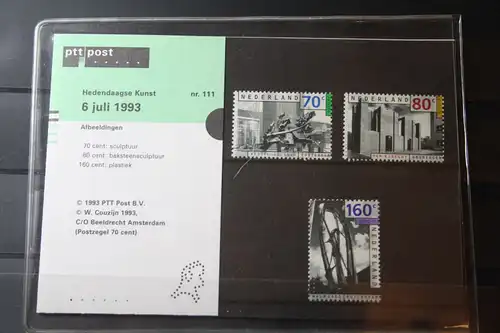 ptt post
Hedendaagse Kunst nr. 111
6 juli 1993
Afbeeldingen
70 cent: sculptuur
80 cent: baksteensculptuur
160 cent: plastiek
© 1993 PTT Post B.V.
© W. Couzijn 1993,
C/O Beeldrecht Amsterdam
(Postzegel 70 cent)
NEDERLAND 70c
NEDERLAND 80c
160c
NEDERLAND